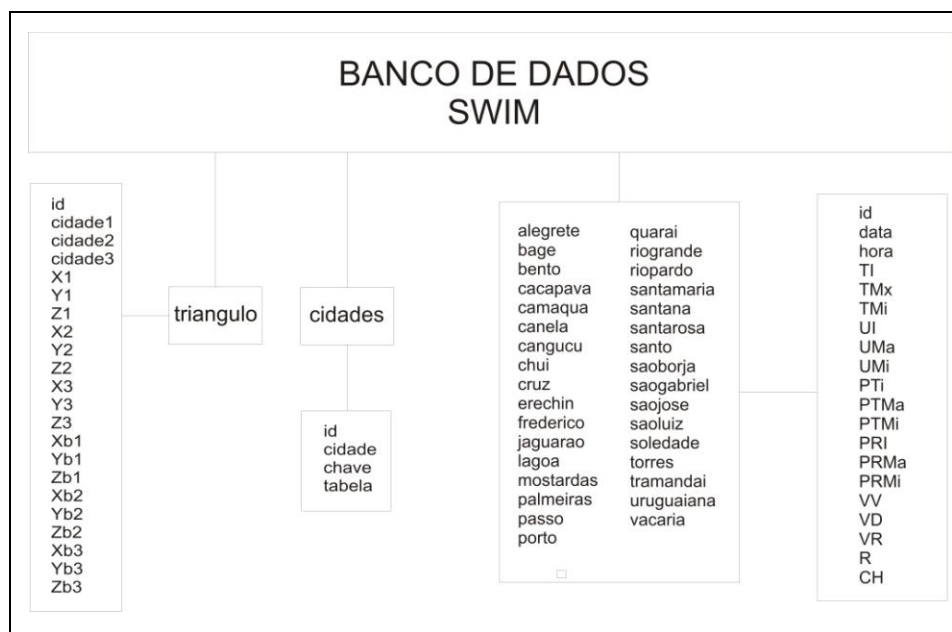 BANCO DE DADOS
SWIM
id
cidade1
cidade2
cidade3
X1
Y1
Z1
X2
Y2
Z2
X3
Y3
Z3
Xb1
Yb1
Zb1
Xb2
Yb2
Zb2
Xb3
Yb3
Zb3
triangulo
cidades
id
cidade
chave
tabela
alegrete
bage
bento
cacapava
camaqua
canela
cangucu
chui
cruz
erechin
frederico
jaguarao
lagoa
mostardas
palmeiras
passo
porto
quarai
riogrande
riopardo
santamaria
santana
santarosa
santo
saoborja
saogabriel
saojose
saoluiz
soledade
torres
tramandai
uruguaiana
vacaria
id
data
hora
TI
TMx
TMi
UI
UMa
UMi
PTi
PTMa
PTMi
PRI
PRMa
PRMi
VV
VD
VR
R
CH